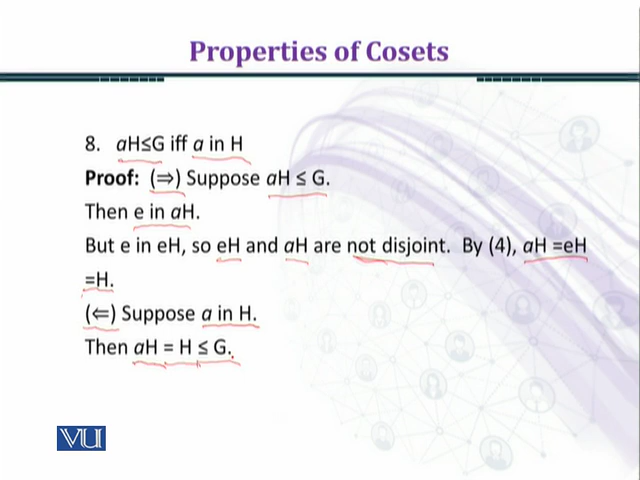 Properties of Cosets
8. aH≤G iff a in H
Proof: (⇒) Suppose aH ≤ G.
Then e in aH.
But e in eH, so eH and aH are not disjoint. By (4), aH =eH
=H.
(⇐) Suppose a in H.
Then aH = H ≤ G.
VU